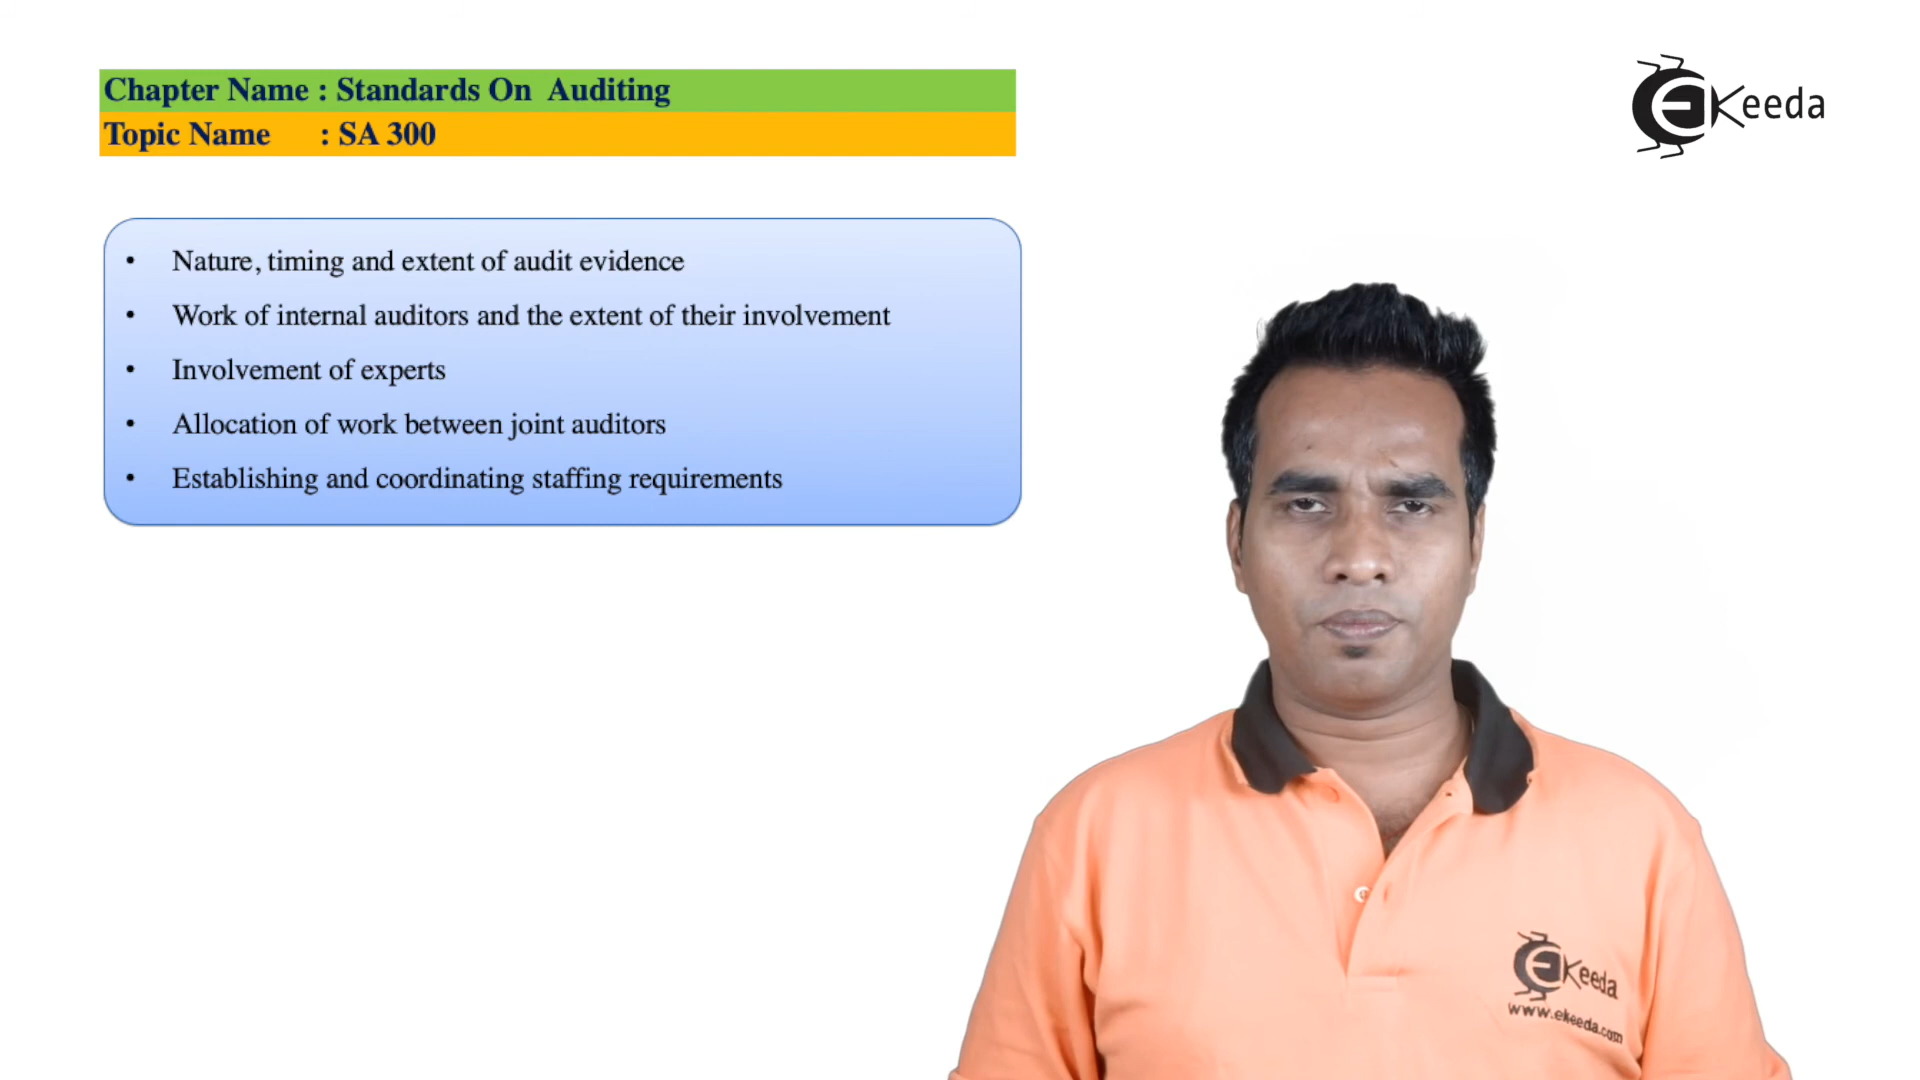 Chapter Name : Standards On Auditing
Topic Name : SA 300
EKeeda
• Nature, timing and extent of audit evidence
• Work of internal auditors and the extent of their involvement
• Involvement of experts
• Allocation of work between joint auditors
• Establishing and coordinating staffing requirements
EKeeda
www.ekeeda.com